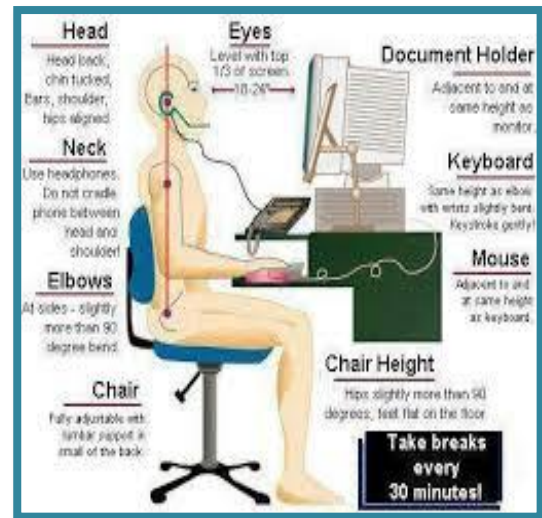 Head
Head back,
chin tucked,
Ears, shoulder,
hips aligned.
Neck
Use headphones.
Do not cradle
phone between
head and
shoulder!
Elbows
At sides - slightly
more than 90
degree bend.
Chair
Fully adjustable with
lumbar support in
small of the back.
Eyes
Level with top
1/3 of screen.
18-24"
Document Holder
Adjacent to and at
same height as
monitor.
Keyboard
Same height as elbow
with wrists slightly bent.
Keystroke gently!
Mouse
Adjacent to and
at same height
as keyboard.
Chair Height
Hips slightly more than 90
degrees, feet flat on the floor
Take breaks
every
30 minutes!